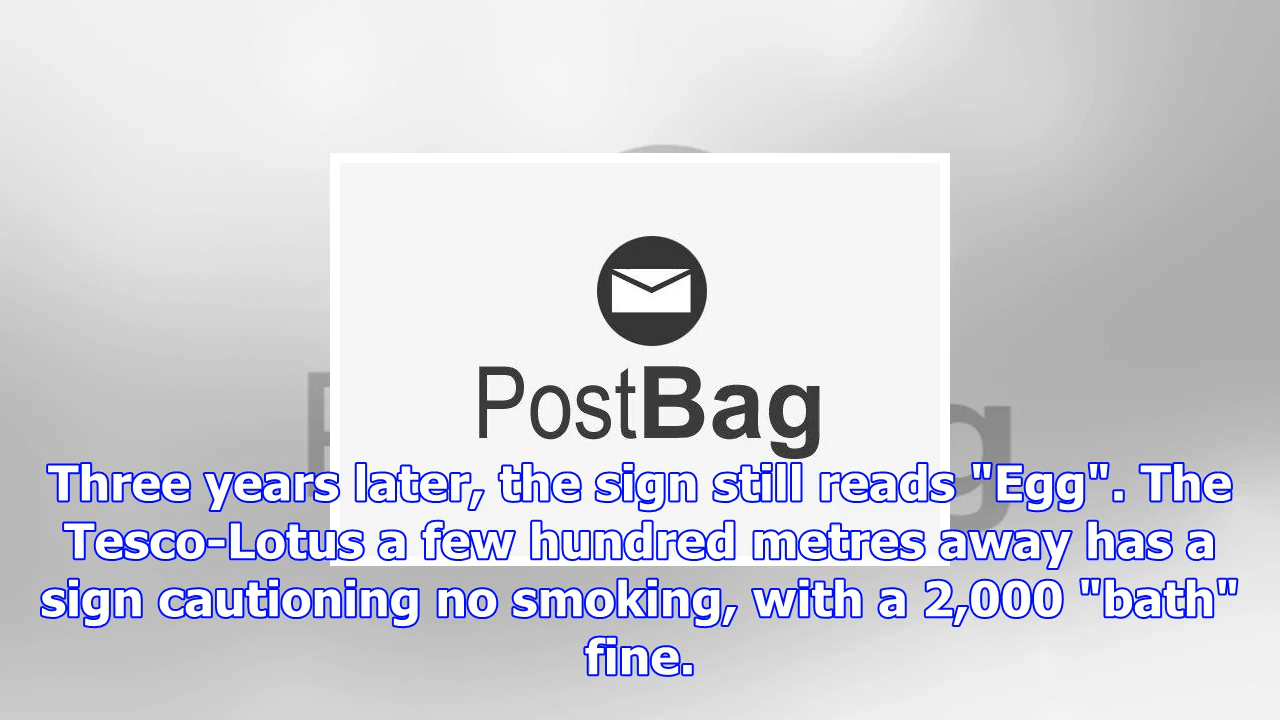 PostBag
Three years later, the sign still reads "Egg". The
Tesco-Lotus a few hundred metres away has a
sign cautioning no smoking, with a 2,000 "bath"
fine.